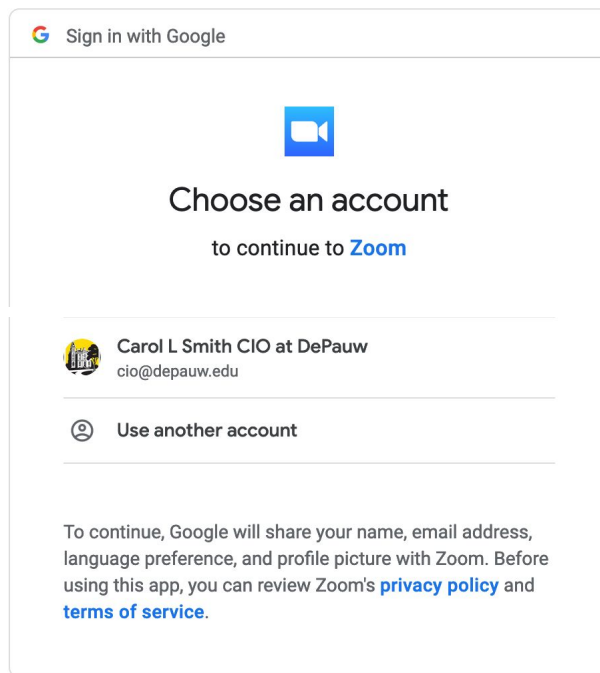 Sign in with Google
Choose an account
to continue to Zoom
Carol L Smith CIO at DePauw
cio@depauw.edu
Use another account
To continue, Google will share your name, email address,
language preference, and profile picture with Zoom. Before
using this app, you can review Zoom's privacy policy and
terms of service.